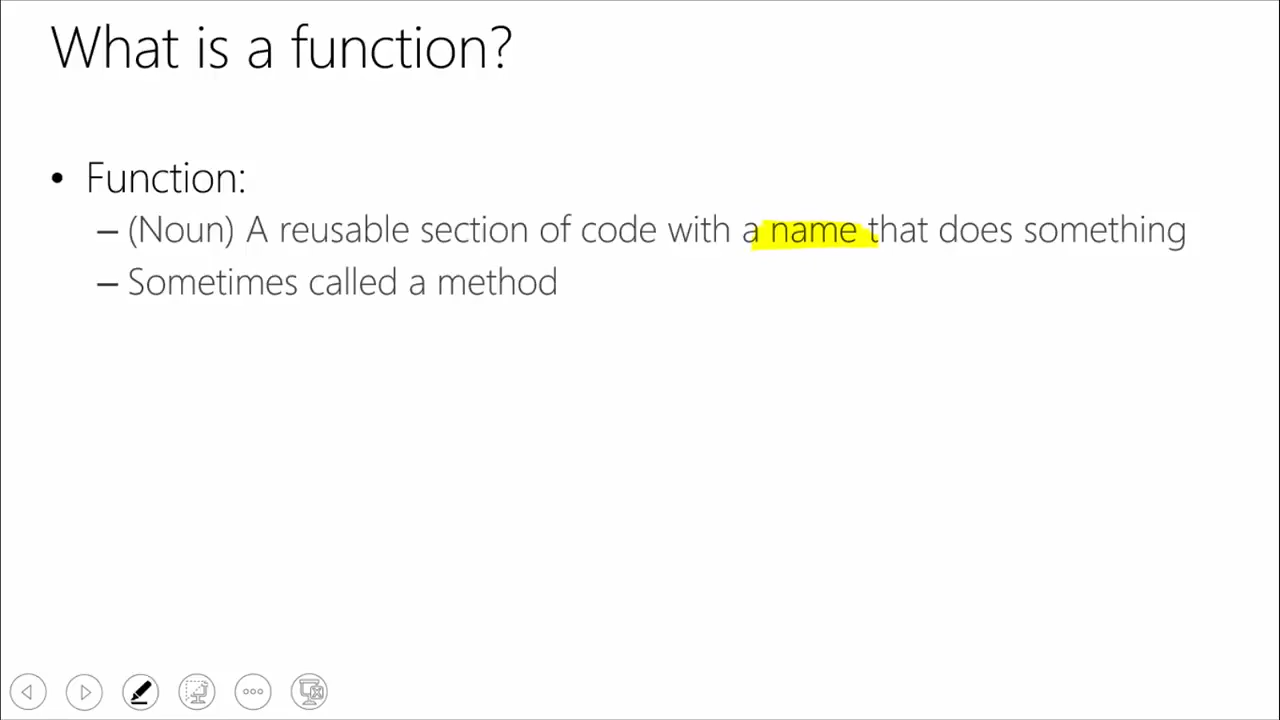 What is a function?
• Function:
– (Noun) A reusable section of code with a name that does something
– Sometimes called a method